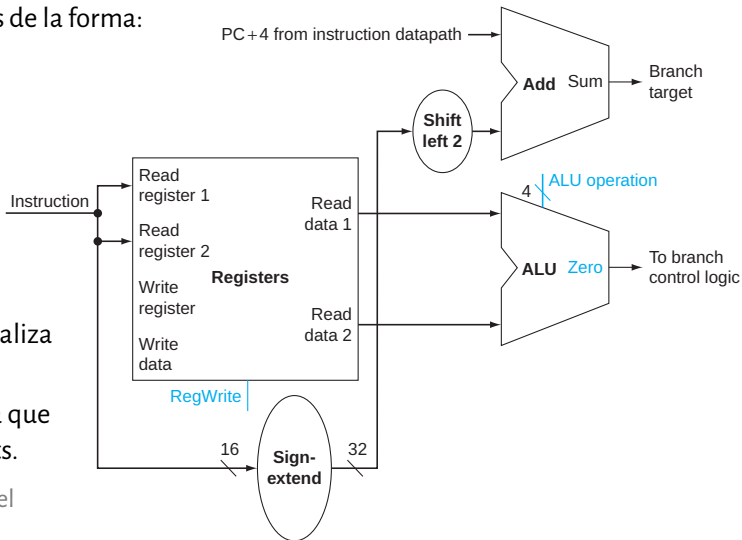 s de la forma:
PC+4 from instruction datapath
Add
Sum
Branch
target
Shift
left 2
Instruction
Read
register 1
Read
register 2
Write
register
Write
data
Registers
Read
data 1
Read
data 2
RegWrite
4
ALU operation
ALU
Zero
To branch
control logic
aliza
que
s.
16
Sign-
extend
32
el